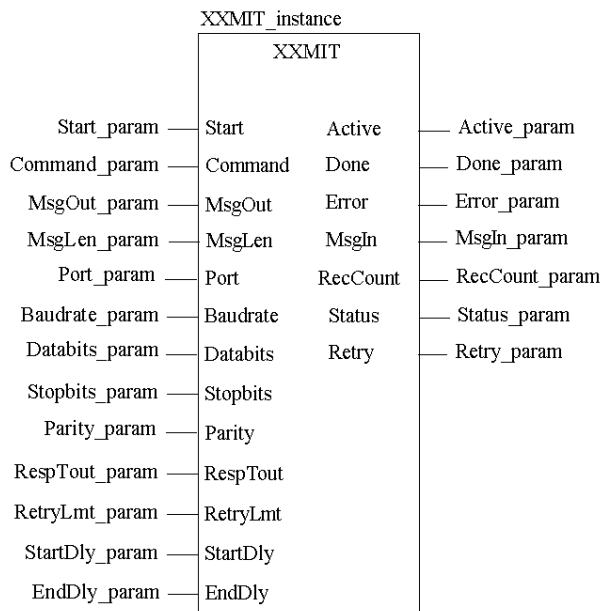 XXMIT_instance
XXMIT
Start_param Start Active Active_param
Command_param Command Done Done_param
MsgOut_param MsgOut Error Error_param
MsgLen_param MsgLen MsgIn MsgIn_param
Port_param Port RecCount RecCount_param
Baudrate_param Baudrate Status Status_param
Databits_param Databits Retry Retry_param
Stopbits_param Stopbits
Parity_param Parity
RespTout_param RespTout
RetryLmt_param RetryLmt
StartDly_param StartDly
EndDly_param EndDly